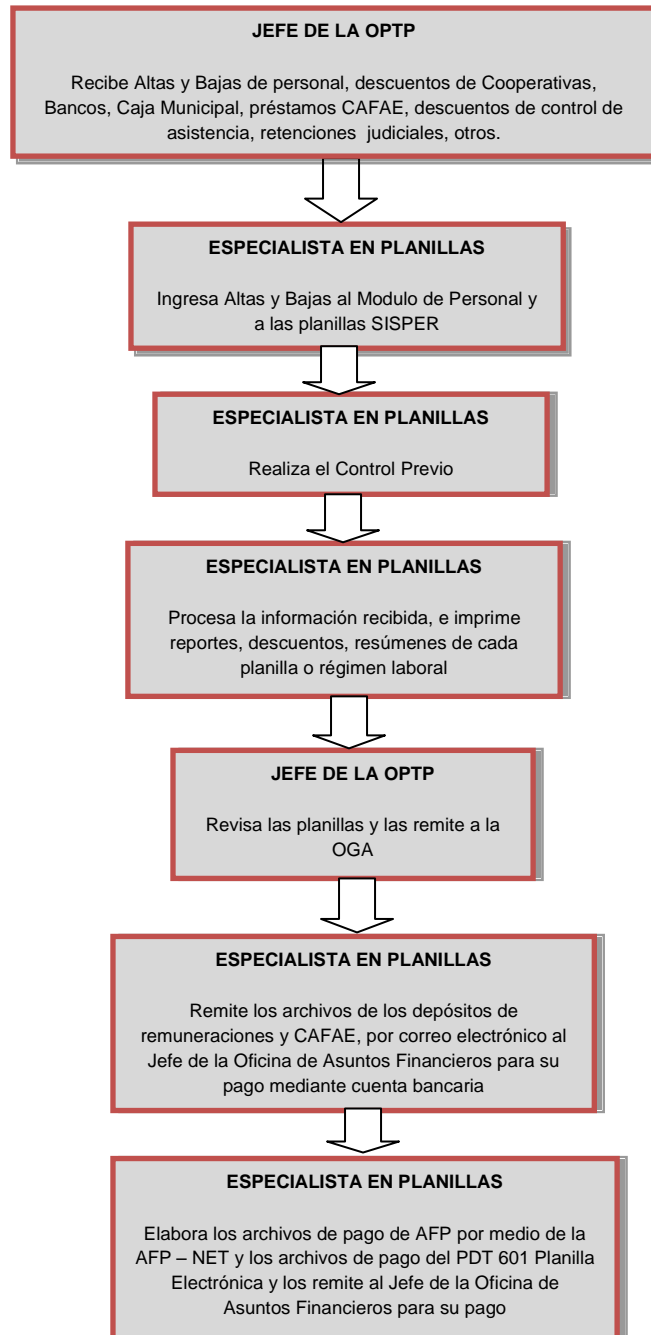 JEFE DE LA OPTP
Recibe Altas y Bajas de personal, descuentos de Cooperativas,
Bancos, Caja Municipal, préstamos CAFAE, descuentos de control de
asistencia, retenciones judiciales, otros.
ESPECIALISTA EN PLANILLAS
Ingresa Altas y Bajas al Modulo de Personal y
a las planillas SISPER
ESPECIALISTA EN PLANILLAS
Realiza el Control Previo
ESPECIALISTA EN PLANILLAS
Procesa la información recibida, e imprime
reportes, descuentos, resúmenes de cada
planilla o régimen laboral
JEFE DE LA OPTP
Revisa las planillas y las remite a la
OGA
ESPECIALISTA EN PLANILLAS
Remite los archivos de los depósitos de
remuneraciones y CAFAE, por correo electrónico al
Jefe de la Oficina de Asuntos Financieros para su
pago mediante cuenta bancaria
ESPECIALISTA EN PLANILLAS
Elabora los archivos de pago de AFP por medio de la
AFP – NET y los archivos de pago del PDT 601 Planilla
Electrónica y los remite al Jefe de la Oficina de
Asuntos Financieros para su pago